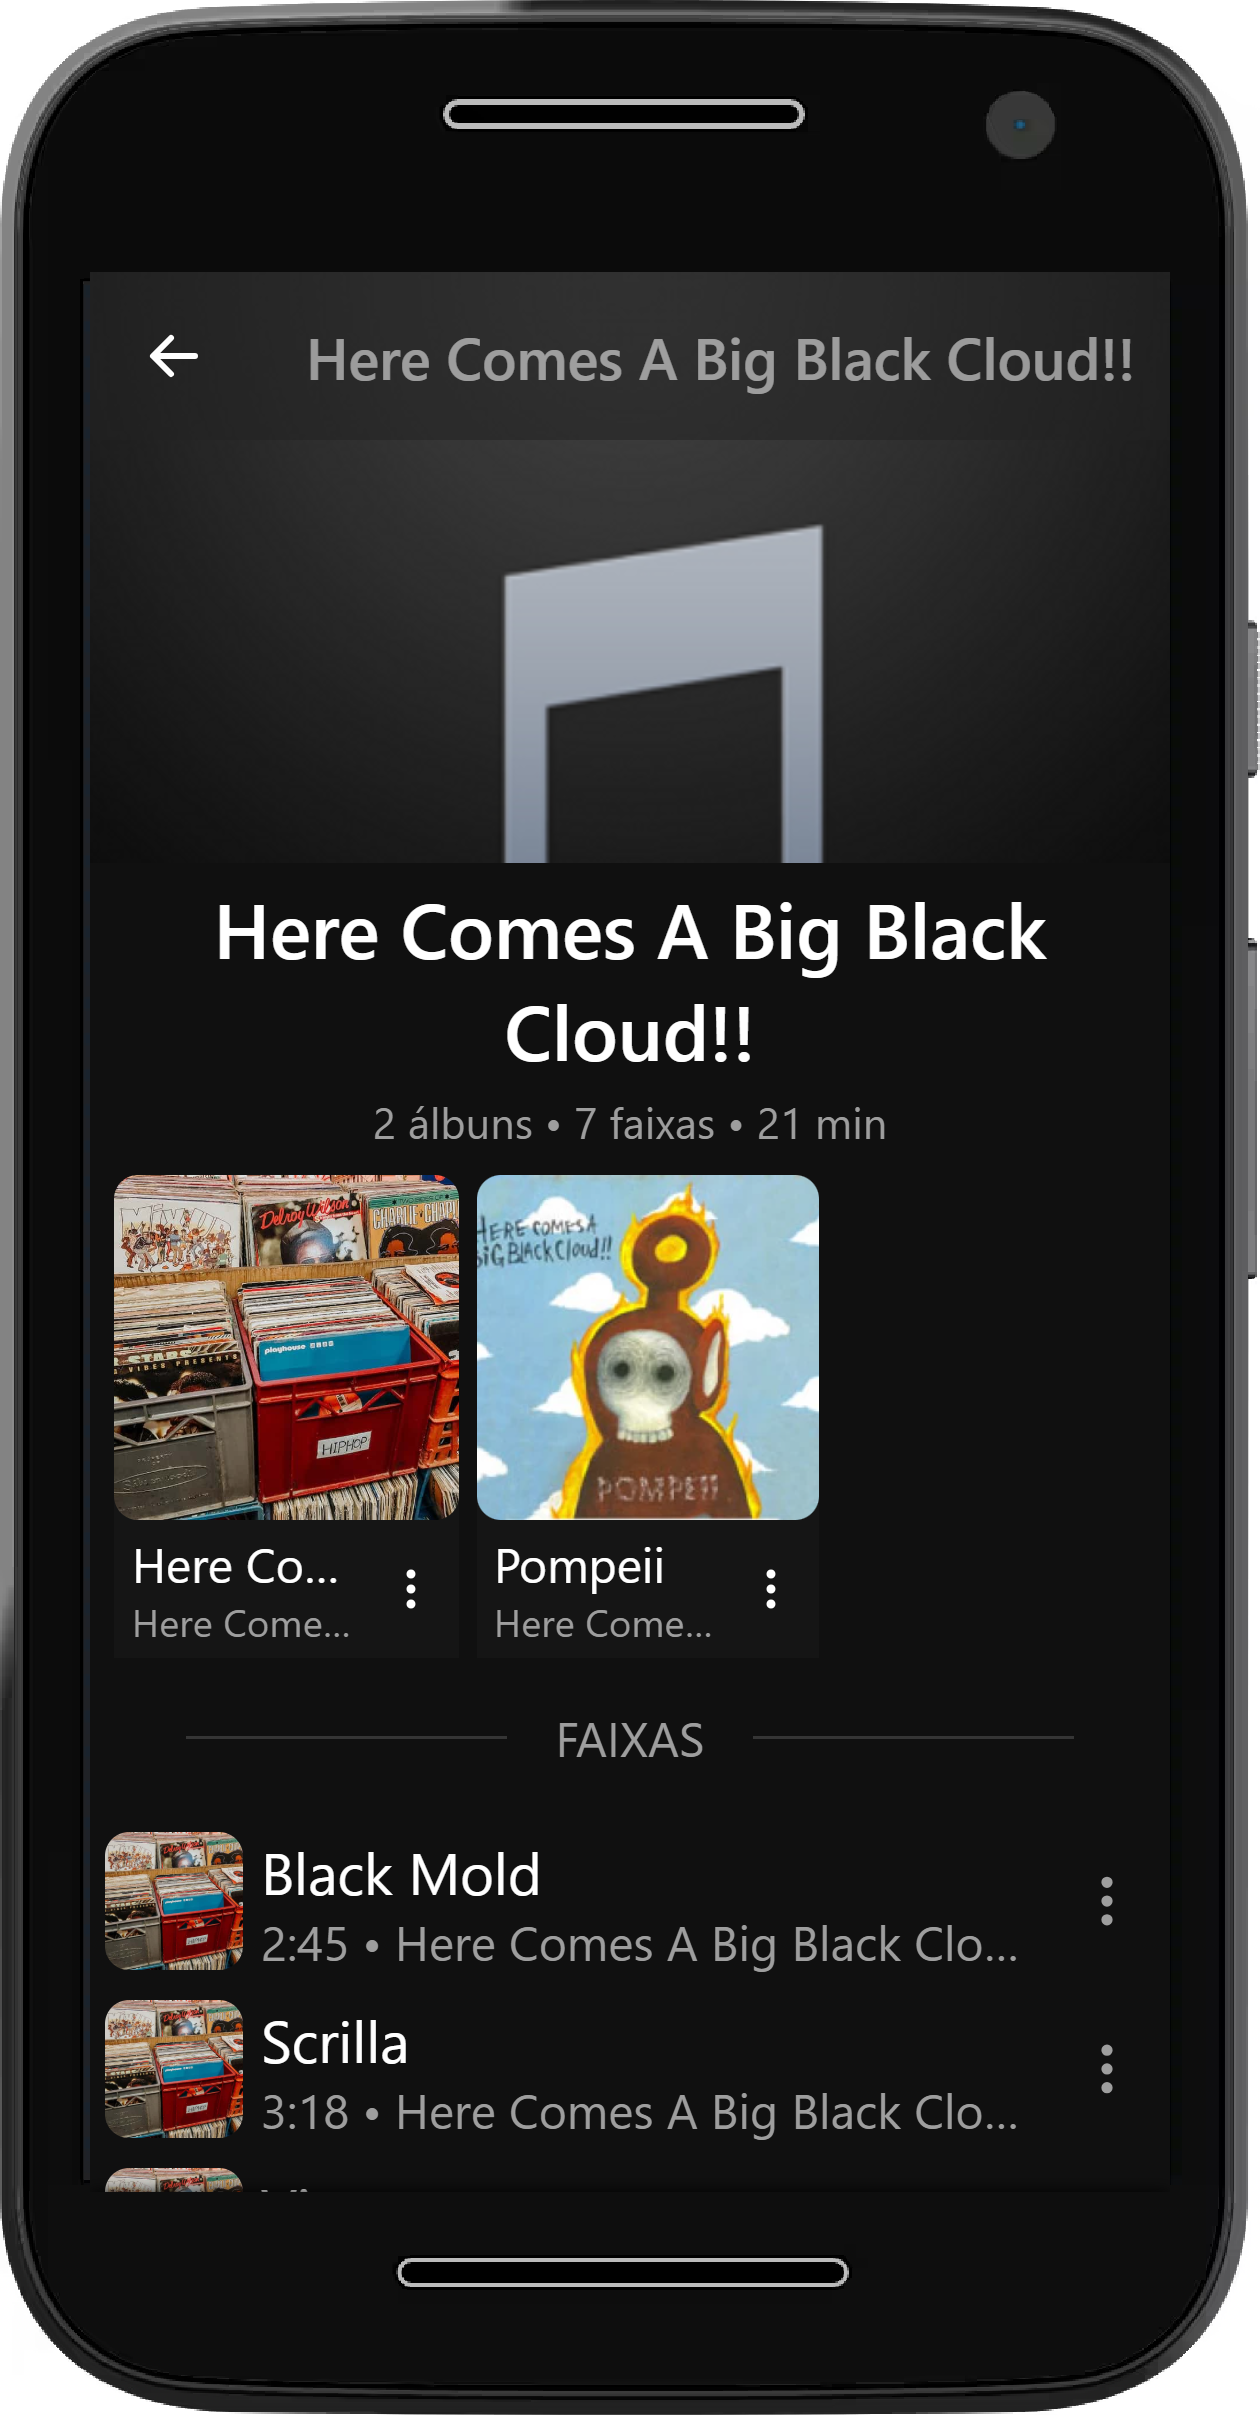 Here Comes A Big Black Cloud!!
Here Comes A Big Black
Cloud!!
2 álbuns • 7 faixas • 21 min
Delroy Wilson
CHARLIE CHAPL
playhouse
STARS
VIBES PRESENTS
HIPHOP
HERE COMES A
BiG BLACK Cloud!!
POMPEII
Here Co...
Here Come...
Pompeii
Here Come...
FAIXAS
Black Mold
2:45 • Here Comes A Big Black Clo...
Scrilla
3:18 • Here Comes A Big Black Clo...